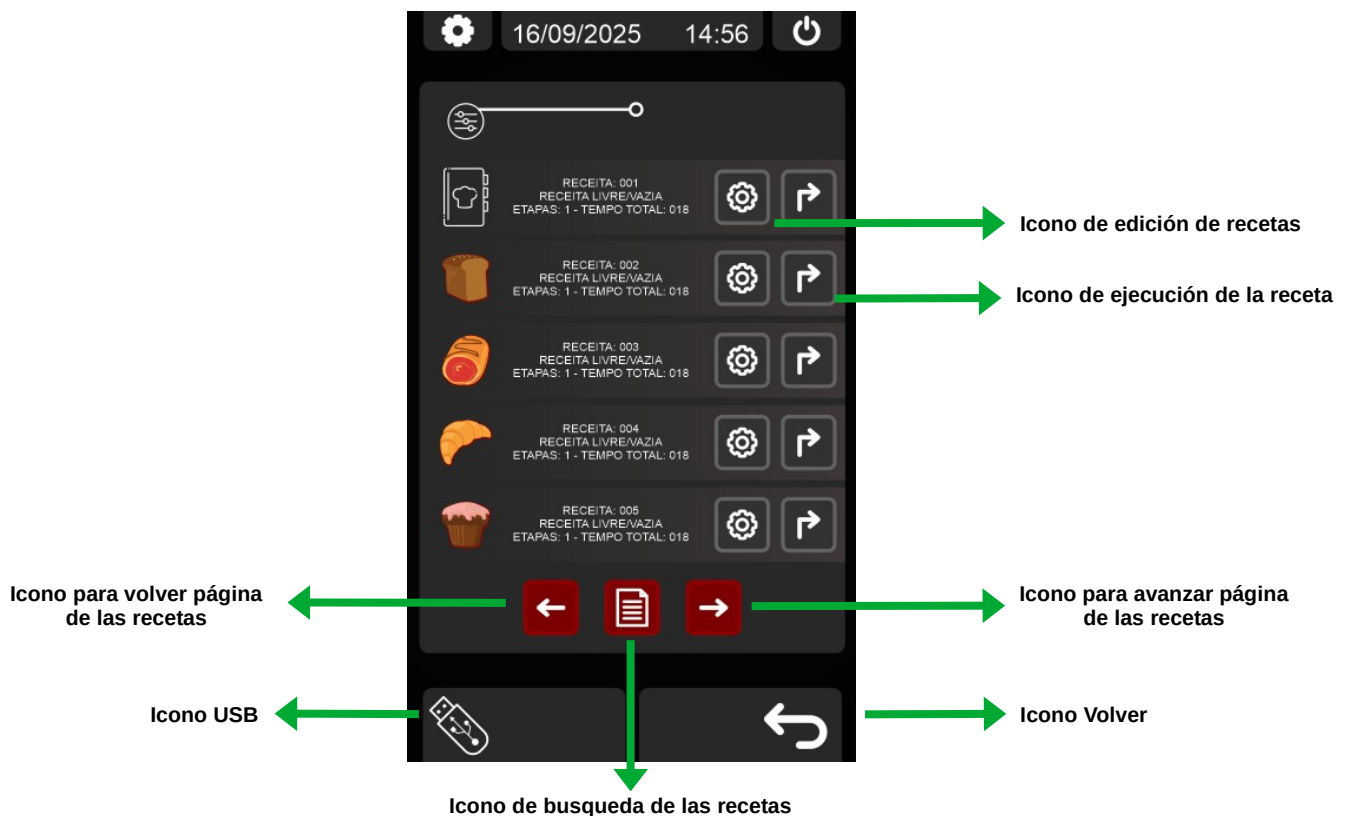 16/09/2025 14:56
RECEITA: 001
RECEITA LIVRE/VAZIA
ETAPAS: 1 - TEMPO TOTAL: 018
Icono de edición de recetas
RECEITA: 002
RECEITA LIVRE/VAZIA
ETAPAS: 1 - TEMPO TOTAL: 018
Icono de ejecución de la receta
RECEITA: 003
RECEITA LIVRE/VAZIA
ETAPAS: 1 - TEMPO TOTAL: 018
RECEITA: 004
RECEITA LIVRE/VAZIA
ETAPAS: 1 - TEMPO TOTAL: 018
RECEITA: 005
RECEITA LIVRE/VAZIA
ETAPAS: 1 - TEMPO TOTAL: 018
Icono para volver página
de las recetas
Icono para avanzar página
de las recetas
Icono USB
Icono Volver
Icono de busqueda de las recetas